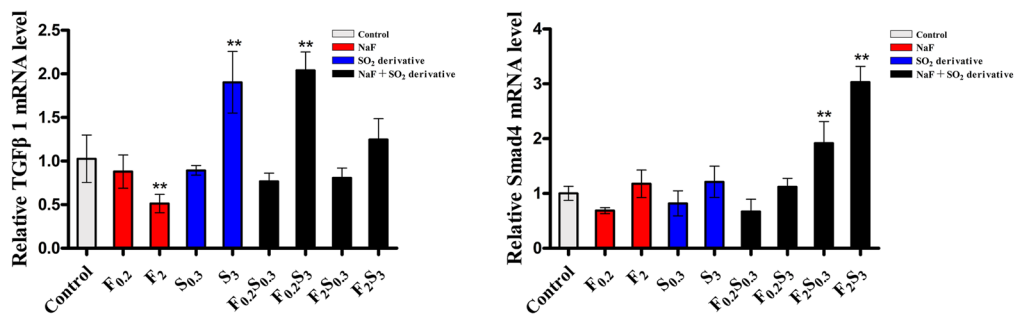 Relative TGFβ 1 mRNA level
2.5
2.0
1.5
1.0
0.5
0.0
Control
F0.2
F2
S0.3
S3
F0.2S0.3
F0.2S3
F2S0.3
F2S3
**
**
**
Control
NaF
SO2 derivative
NaF+SO2 derivative
Relative Smad4 mRNA level
4
3
2
1
0
Control
F0.2
F2
S0.3
S3
F0.2S0.3
F0.2S3
F2S0.3
F2S3
**
**
Control
NaF
SO2 derivative
NaF+SO2 derivative